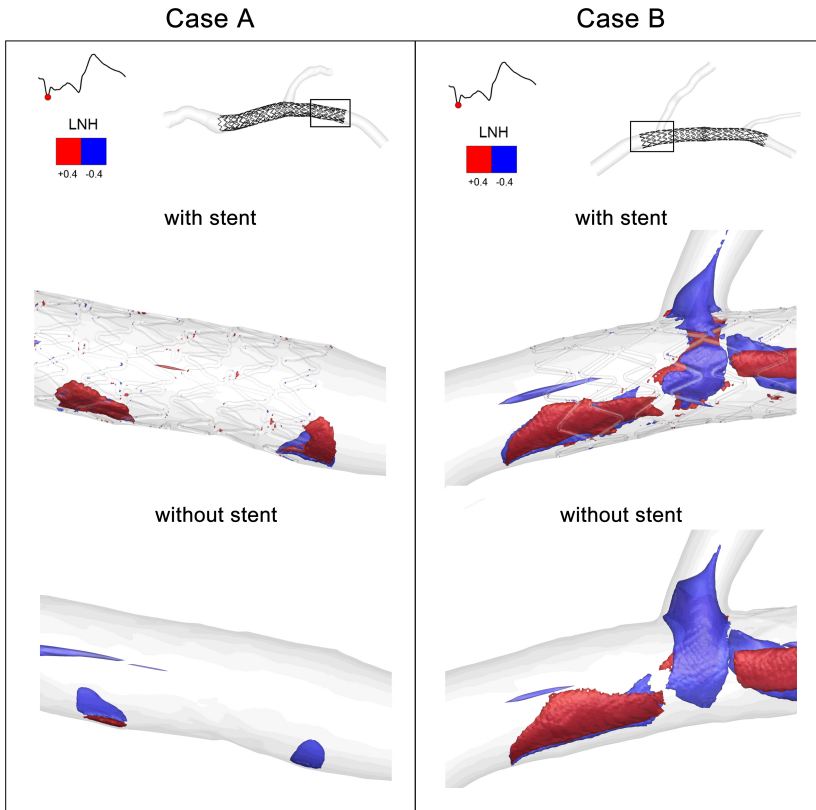 Case A
Case B
LNH
+0.4 -0.4
LNH
+0.4 -0.4
with stent
with stent
without stent
without stent